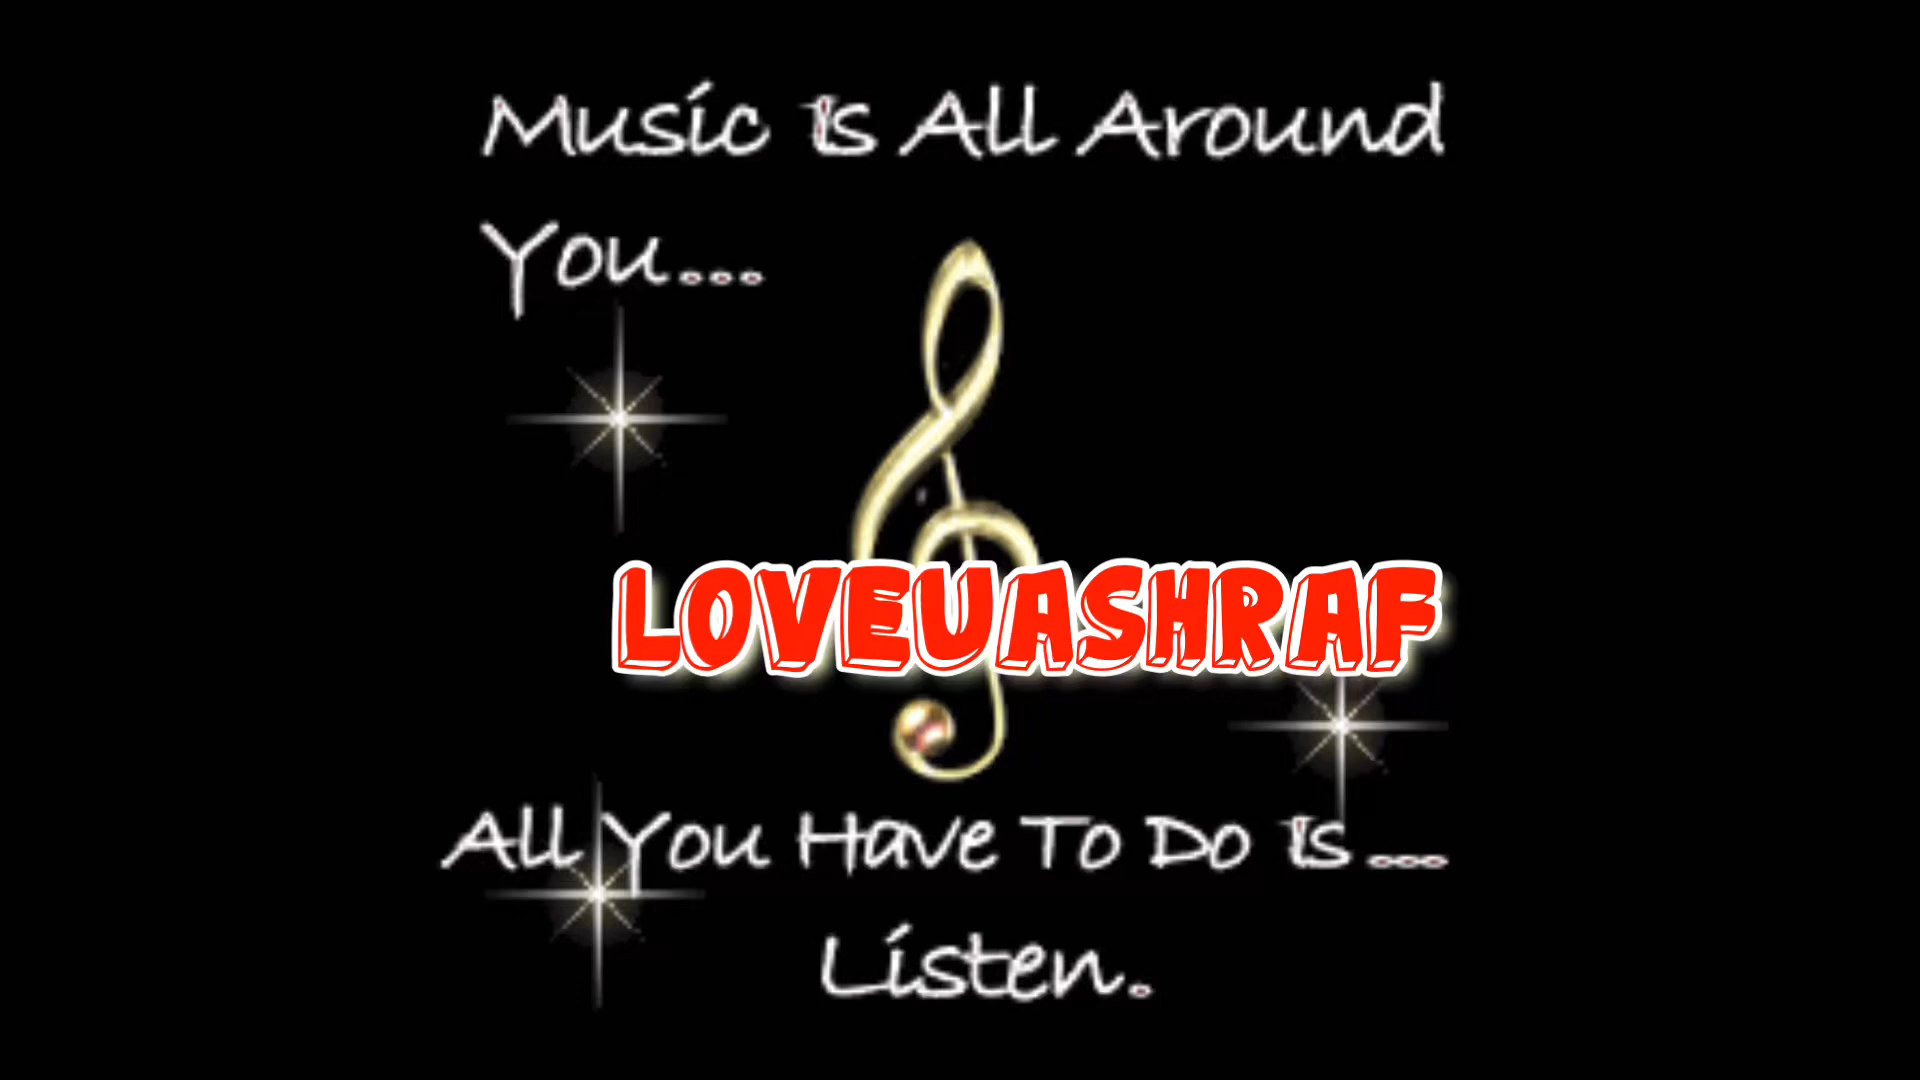 Music Is All Around
You...
LOVEUASHRAF
All You Have To Do Is...
Listen.